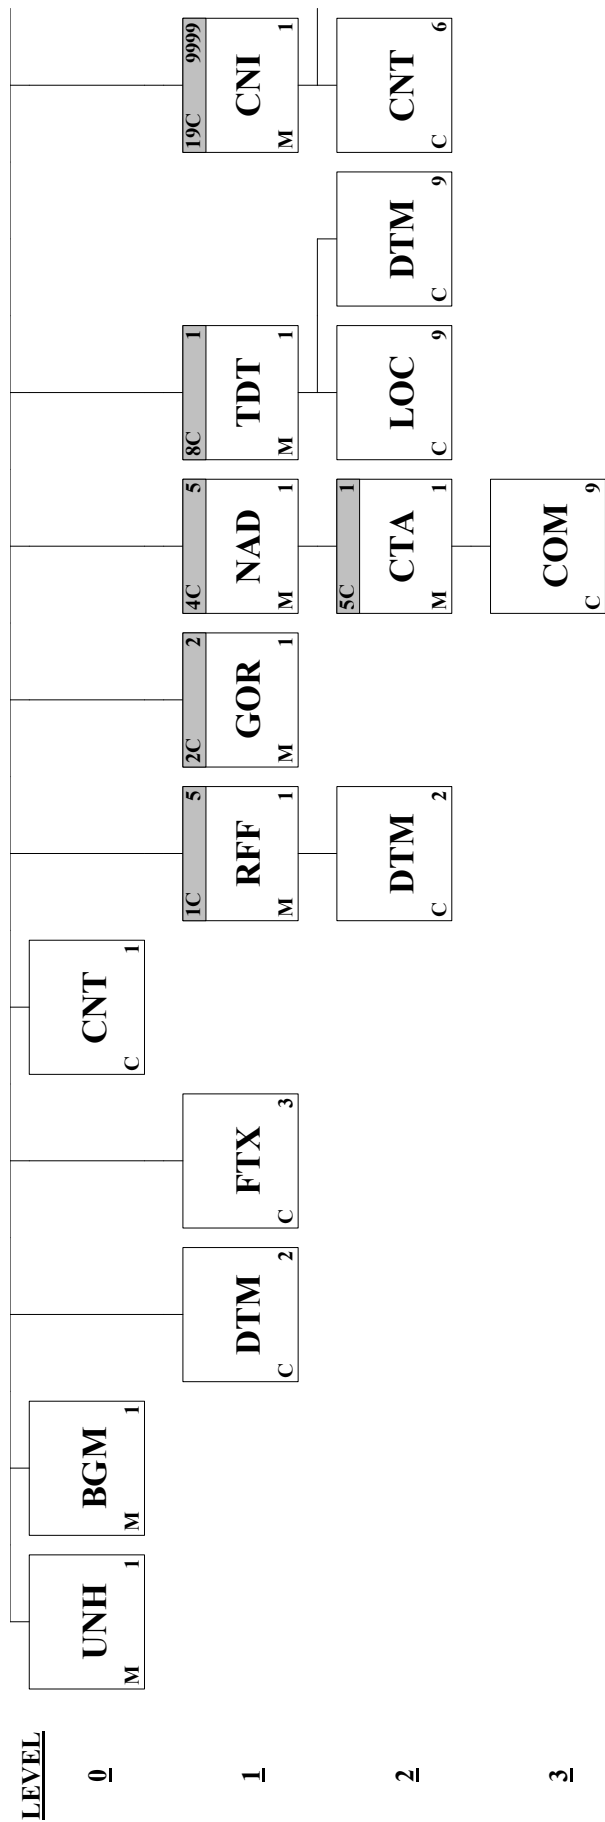 LEVEL
0
UNH
M 1
BGM
M 1
CNT
C 1
1
DTM
C 2
FTX
C 3
1C 5
RFF
M 1
2C 2
GOR
M 1
4C 5
NAD
M 1
8C 1
TDT
M 1
19C 9999
CNI
M 1
2
DTM
C 2
5C 1
CTA
M 1
LOC
C 9
DTM
C 9
CNT
C 6
3
COM
C 9